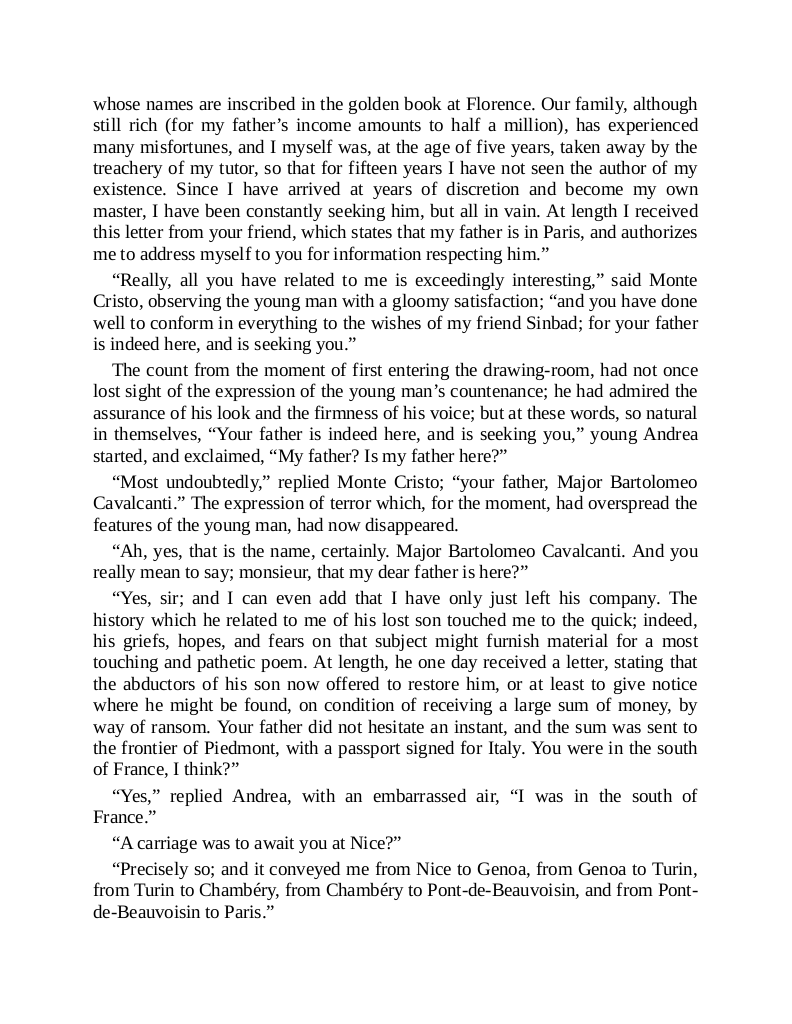 whose names are inscribed in the golden book at Florence. Our family, although
still rich (for my father’s income amounts to half a million), has experienced
many misfortunes, and I myself was, at the age of five years, taken away by the
treachery of my tutor, so that for fifteen years I have not seen the author of my
existence. Since I have arrived at years of discretion and become my own
master, I have been constantly seeking him, but all in vain. At length I received
this letter from your friend, which states that my father is in Paris, and authorizes
me to address myself to you for information respecting him.”
“Really, all you have related to me is exceedingly interesting,” said Monte
Cristo, observing the young man with a gloomy satisfaction; “and you have done
well to conform in everything to the wishes of my friend Sinbad; for your father
is indeed here, and is seeking you.”
The count from the moment of first entering the drawing-room, had not once
lost sight of the expression of the young man’s countenance; he had admired the
assurance of his look and the firmness of his voice; but at these words, so natural
in themselves, “Your father is indeed here, and is seeking you,” young Andrea
started, and exclaimed, “My father? Is my father here?”
“Most undoubtedly,” replied Monte Cristo; “your father, Major Bartolomeo
Cavalcanti.” The expression of terror which, for the moment, had overspread the
features of the young man, had now disappeared.
“Ah, yes, that is the name, certainly. Major Bartolomeo Cavalcanti. And you
really mean to say; monsieur, that my dear father is here?”
“Yes, sir; and I can even add that I have only just left his company. The
history which he related to me of his lost son touched me to the quick; indeed,
his griefs, hopes, and fears on that subject might furnish material for a most
touching and pathetic poem. At length, he one day received a letter, stating that
the abductors of his son now offered to restore him, or at least to give notice
where he might be found, on condition of receiving a large sum of money, by
way of ransom. Your father did not hesitate an instant, and the sum was sent to
the frontier of Piedmont, with a passport signed for Italy. You were in the south
of France, I think?”
“Yes,” replied Andrea, with an embarrassed air, “I was in the south of
France.”
“A carriage was to await you at Nice?”
“Precisely so; and it conveyed me from Nice to Genoa, from Genoa to Turin,
from Turin to Chambéry, from Chambéry to Pont-de-Beauvoisin, and from Pont-
de-Beauvoisin to Paris.”